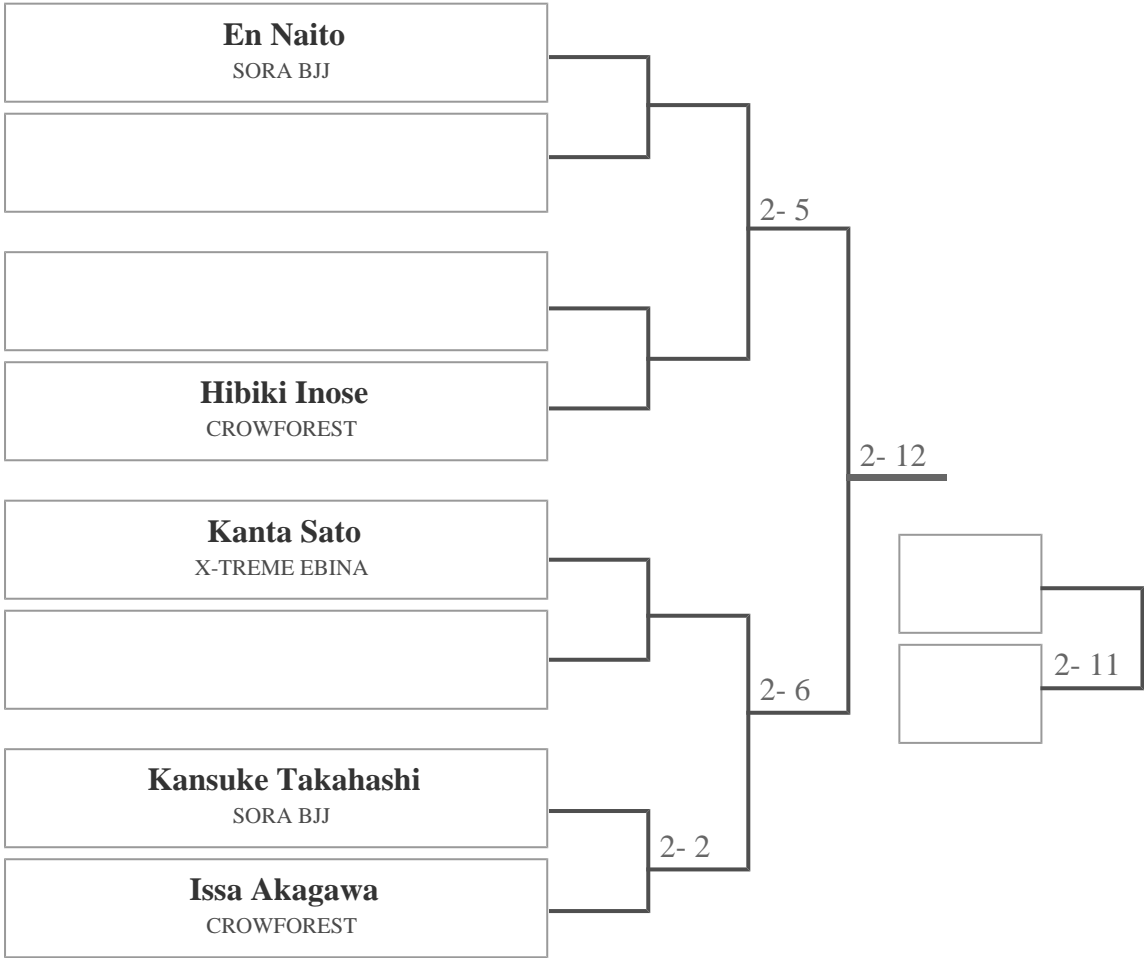 En Naito
SORA BJJ
2- 5
Hibiki Inose
CROWFOREST
2- 12
Kanta Sato
X-TREME EBINA
2- 11
2- 6
Kansuke Takahashi
SORA BJJ
2- 2
Issa Akagawa
CROWFOREST